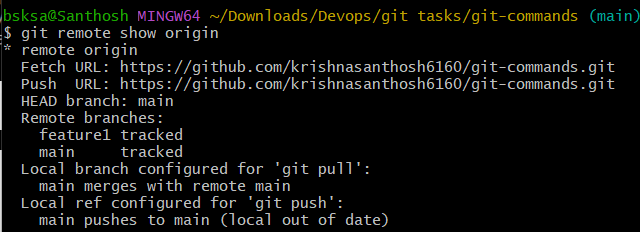 bsksa@Santhosh MINGW64 ~/Downloads/Devops/git tasks/git-commands (main)
$ git remote show origin
* remote origin
  Fetch URL: https://github.com/krishnasanthosh6160/git-commands.git
  Push  URL: https://github.com/krishnasanthosh6160/git-commands.git
  HEAD branch: main
  Remote branches:
    feature1 tracked
    main     tracked
  Local branch configured for 'git pull':
    main merges with remote main
  Local ref configured for 'git push':
    main pushes to main (local out of date)